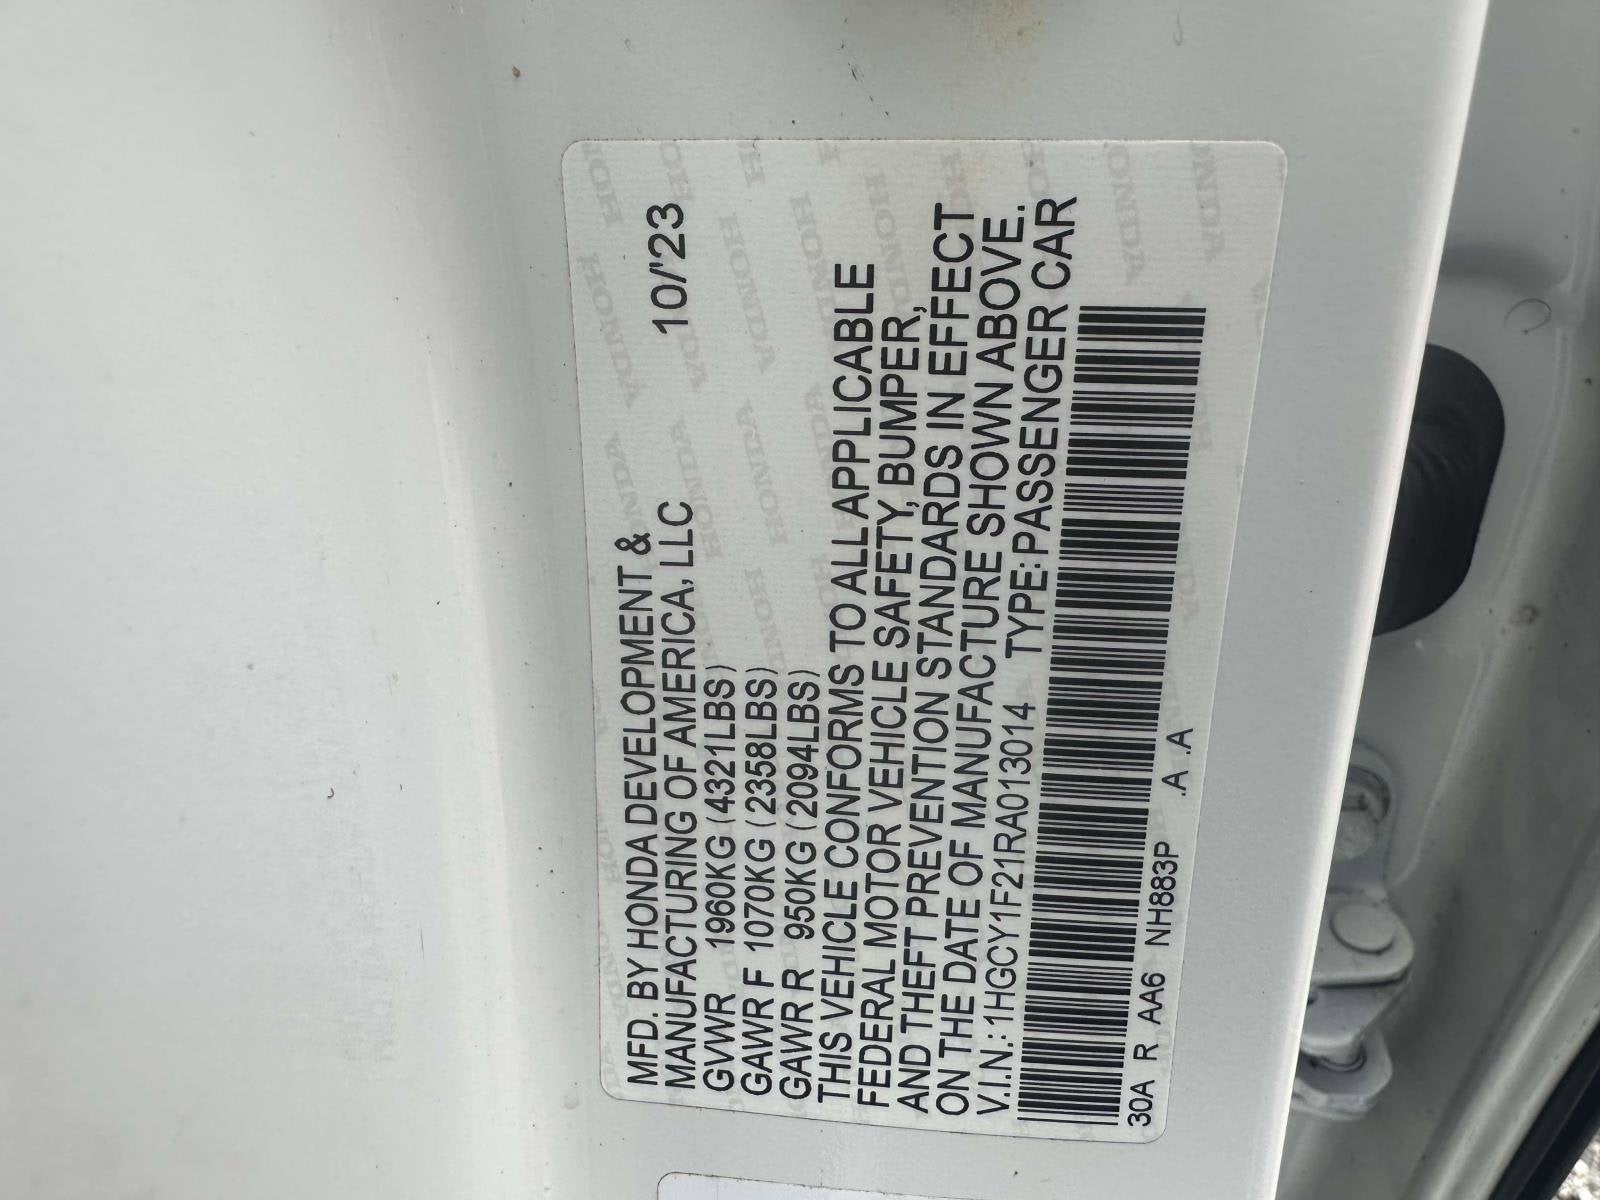 MFD. BY HONDA DEVELOPMENT &
MANUFACTURING OF AMERICA, LLC 10/'23
GVWR 1960KG (4321LBS)
GAWR F 1070KG (2358LBS)
GAWR R 950KG (2094LBS)
THIS VEHICLE CONFORMS TO ALL APPLICABLE
FEDERAL MOTOR VEHICLE SAFETY, BUMPER,
AND THEFT PREVENTION STANDARDS IN EFFECT
ON THE DATE OF MANUFACTURE SHOWN ABOVE.
V.I.N.: 1HGCY1F21RA013014 TYPE: PASSENGER CAR
30A R AA6 NH883P .A .A